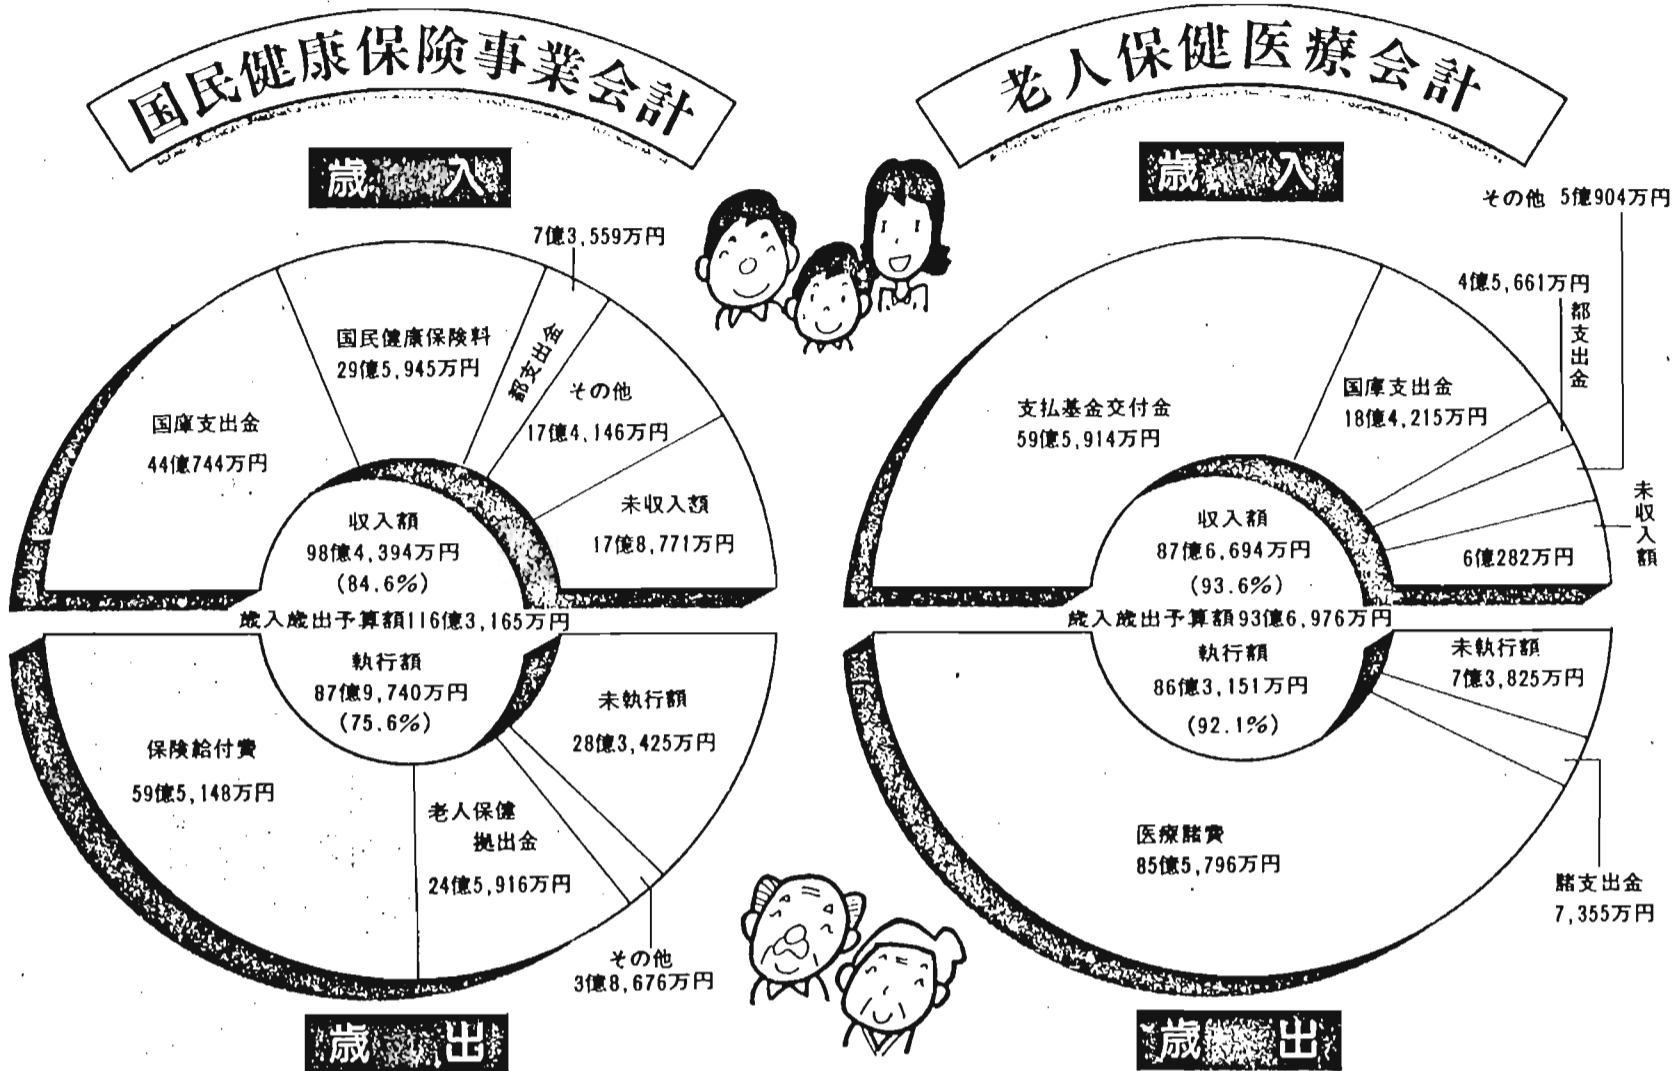 国民健康保険事業会計
歳入
国庫支出金
44億744万円
国民健康保険料
29億5,945万円
都支出金
7億3,559万円
その他
17億4,146万円
未収入額
17億8,771万円
収入額
98億4,394万円
(84.6%)
歳入歳出予算額116億3,165万円
執行額
87億9,740万円
(75.6%)
保険給付費
59億5,148万円
老人保健
拠出金
24億5,916万円
その他
3億8,676万円
未執行額
28億3,425万円
歳出
老人保健医療会計
歳入
支払基金交付金
59億5,914万円
国庫支出金
18億4,215万円
4億5,661万円
都支出金
その他 5億904万円
未収入額
6億282万円
収入額
87億6,694万円
(93.6%)
歳入歳出予算額93億6,976万円
執行額
86億3,151万円
(92.1%)
未執行額
7億3,825万円
諸支出金
7,355万円
医療諸費
85億5,796万円
歳出